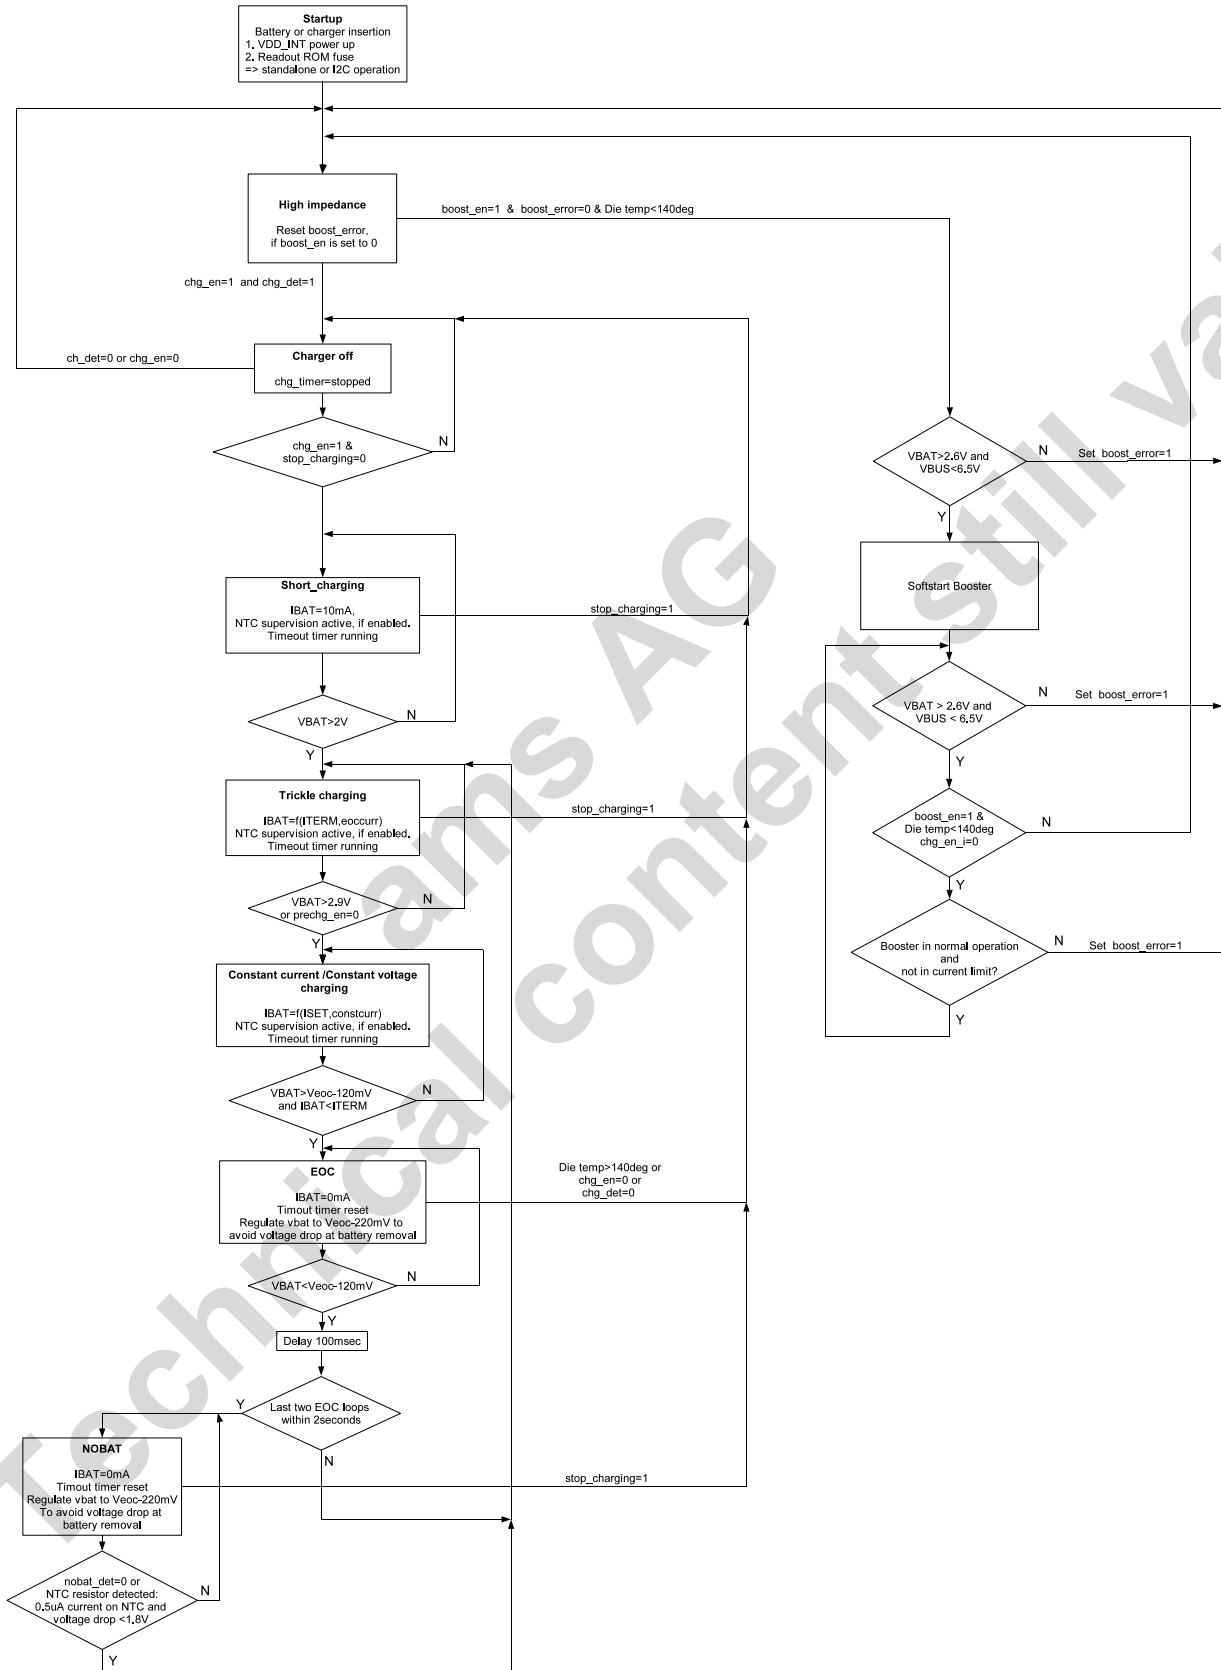 Startup
Battery or charger insertion
1. VDD_INT power up
2. Readout ROM fuse
=> standalone or I2C operation
High impedance
Reset boost_error,
if boost_en is set to 0
boost_en=1 & boost_error=0 & Die temp<140deg
chg_en=1 and chg_det=1
ch_det=0 or chg_en=0
Charger off
chg_timer=stopped
chg_en=1 &
stop_charging=0
N
VBAT>2.6V and
VBUS<6.5V
N
Set boost_error=1
Y
Softstart Booster
Short_charging
IBAT=10mA,
NTC supervision active, if enabled.
Timeout timer running
stop_charging=1
VBAT>2V
N
Y
VBAT > 2.6V and
VBUS < 6.5V
N
Set boost_error=1
Y
Trickle charging
IBAT=f(ITERM,eoccurr)
NTC supervision active, if enabled.
Timeout timer running
stop_charging=1
boost_en=1 &
Die temp<140deg
chg_en_i=0
N
Y
VBAT>2.9V
or prechg_en=0
N
Y
Booster in normal operation
and
not in current limit?
N
Set boost_error=1
Y
Constant current /Constant voltage
charging
IBAT=f(ISET,constcurr)
NTC supervision active, if enabled.
Timeout timer running
VBAT>Veoc-120mV
and IBAT<ITERM
N
Y
EOC
IBAT=0mA
Timout timer reset
Regulate vbat to Veoc-220mV to
avoid voltage drop at battery removal
Die temp>140deg or
chg_en=0 or
chg_det=0
VBAT<Veoc-120mV
N
Y
Delay 100msec
Last two EOC loops
within 2seconds
Y
N
NOBAT
IBAT=0mA
Timout timer reset
Regulate vbat to Veoc-220mV
To avoid voltage drop at
battery removal
stop_charging=1
nobat_det=0 or
NTC resistor detected:
0.5uA current on NTC and
voltage drop <1.8V
N
Y
ams AG
Technical content still va